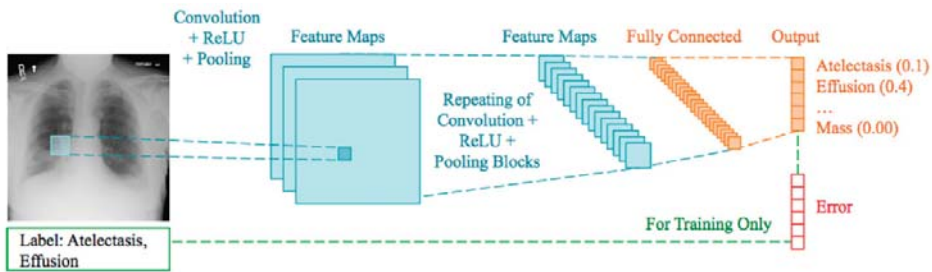 Convolution
+ ReLU
+ Pooling
Feature Maps
Feature Maps
Fully Connected
Output
Repeating of
Convolution +
ReLU +
Pooling Blocks
Atelectasis (0.1)
Effusion (0.4)
...
Mass (0.00)
Error
For Training Only
Label: Atelectasis,
Effusion